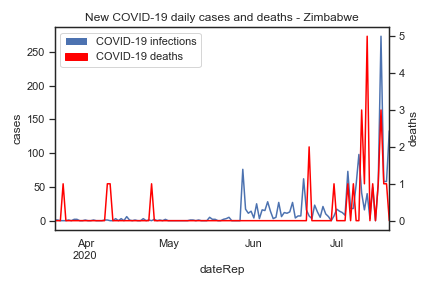 New COVID-19 daily cases and deaths - Zimbabwe
COVID-19 infections
COVID-19 deaths
cases
250
200
150
100
50
0
deaths
5
4
3
2
1
0
Apr
2020
May
Jun
Jul
dateRep